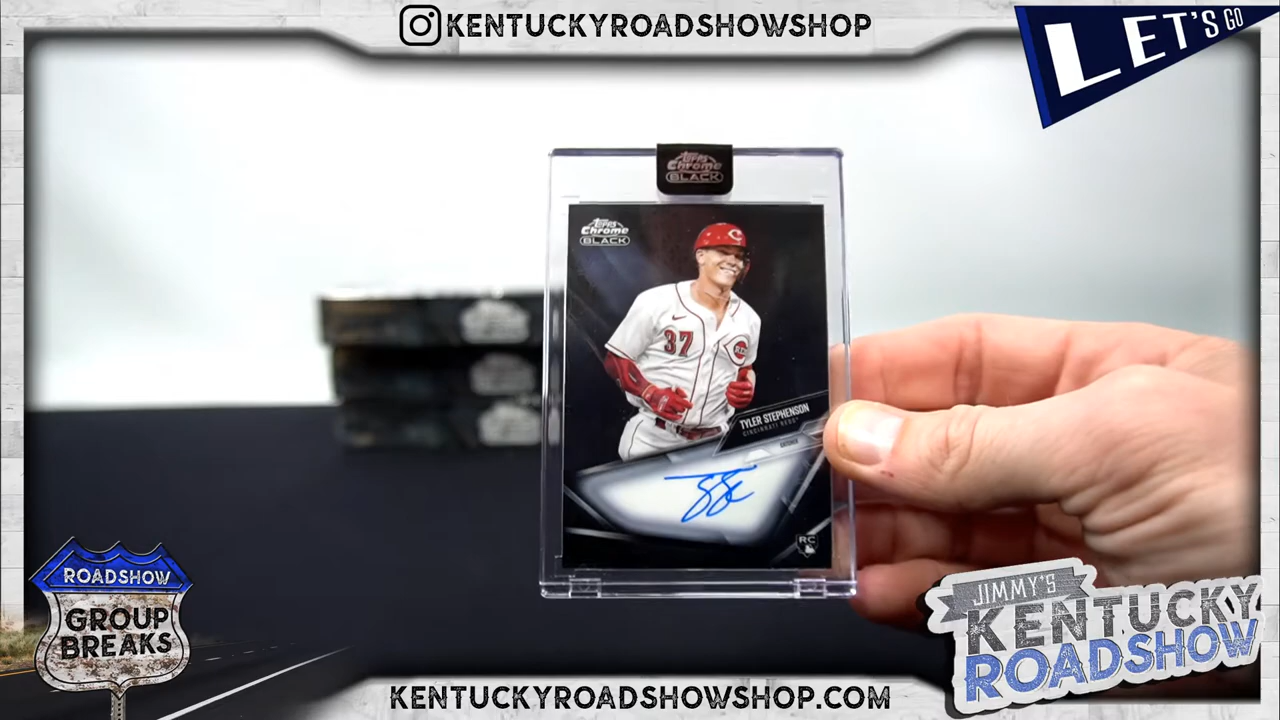 KENTUCKYROADSHOWSHOP
LET'S GO
TOPPS
Chrome
BLACK
TOPPS
Chrome
BLACK
37
TYLER STEPHENSON
CINCINNATI REDS
CATCHER
RC
ROADSHOW
GROUP
BREAKS
JIMMY'S
KENTUCKY
ROADSHOW
KENTUCKYROADSHOWSHOP.COM